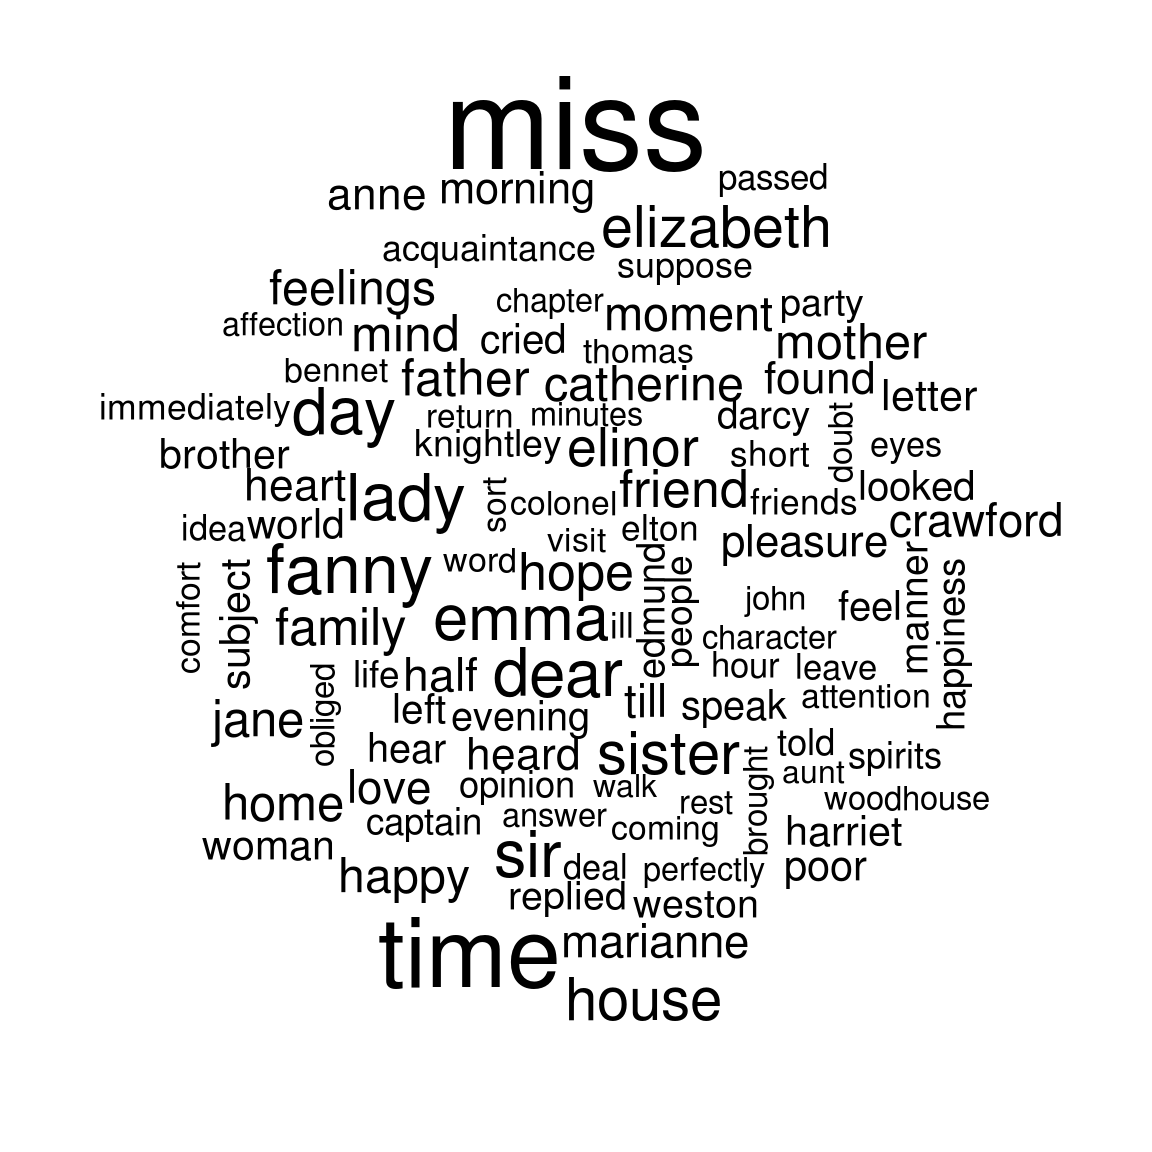 miss
passed
anne morning
elizabeth
acquaintance
suppose
feelings
chapter moment party
affection mind cried thomas mother
bennet father catherine found letter
immediately day return minutes darcy doubt
brother knightley elinor short eyes
heart lady sort colonel friend friends looked
idea world visit elton pleasure crawford
fanny word hope edmund people manner happiness
comfort subject john feel
family emma ill character
life half dear hour leave
obliged till speak attention
jane left evening
hear heard sister told spirits
brought aunt
home love opinion walk rest woodhouse
captain answer coming harriet
woman sir deal perfectly poor
happy replied weston
time marianne
house